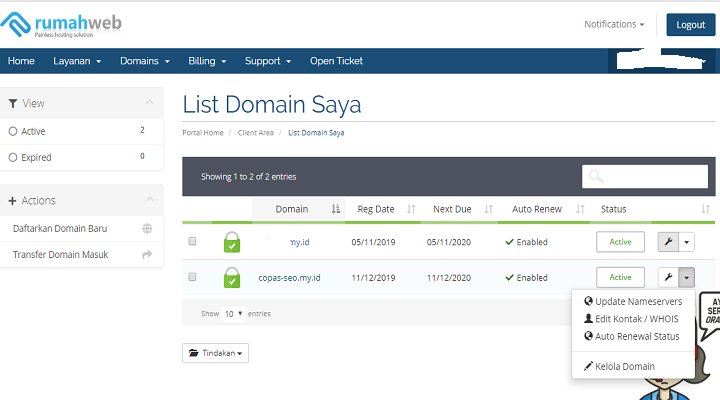 rumahweb
Painless hosting solution
Notifications
Logout
Home Layanan Domains Billing Support Open Ticket
View
Active 2
Expired 0
Actions
Daftarkan Domain Baru
Transfer Domain Masuk
List Domain Saya
Portal Home / Client Area / List Domain Saya
Showing 1 to 2 of 2 entries
Domain Reg Date Next Due Auto Renew Status
my.id 05/11/2019 05/11/2020 Enabled Active
copas-seo.my.id 11/12/2019 11/12/2020 Enabled Active
Show 10 entries
Update Nameservers
Edit Kontak / WHOIS
Auto Renewal Status
Kelola Domain
Tindakan
AY
SER
ORA